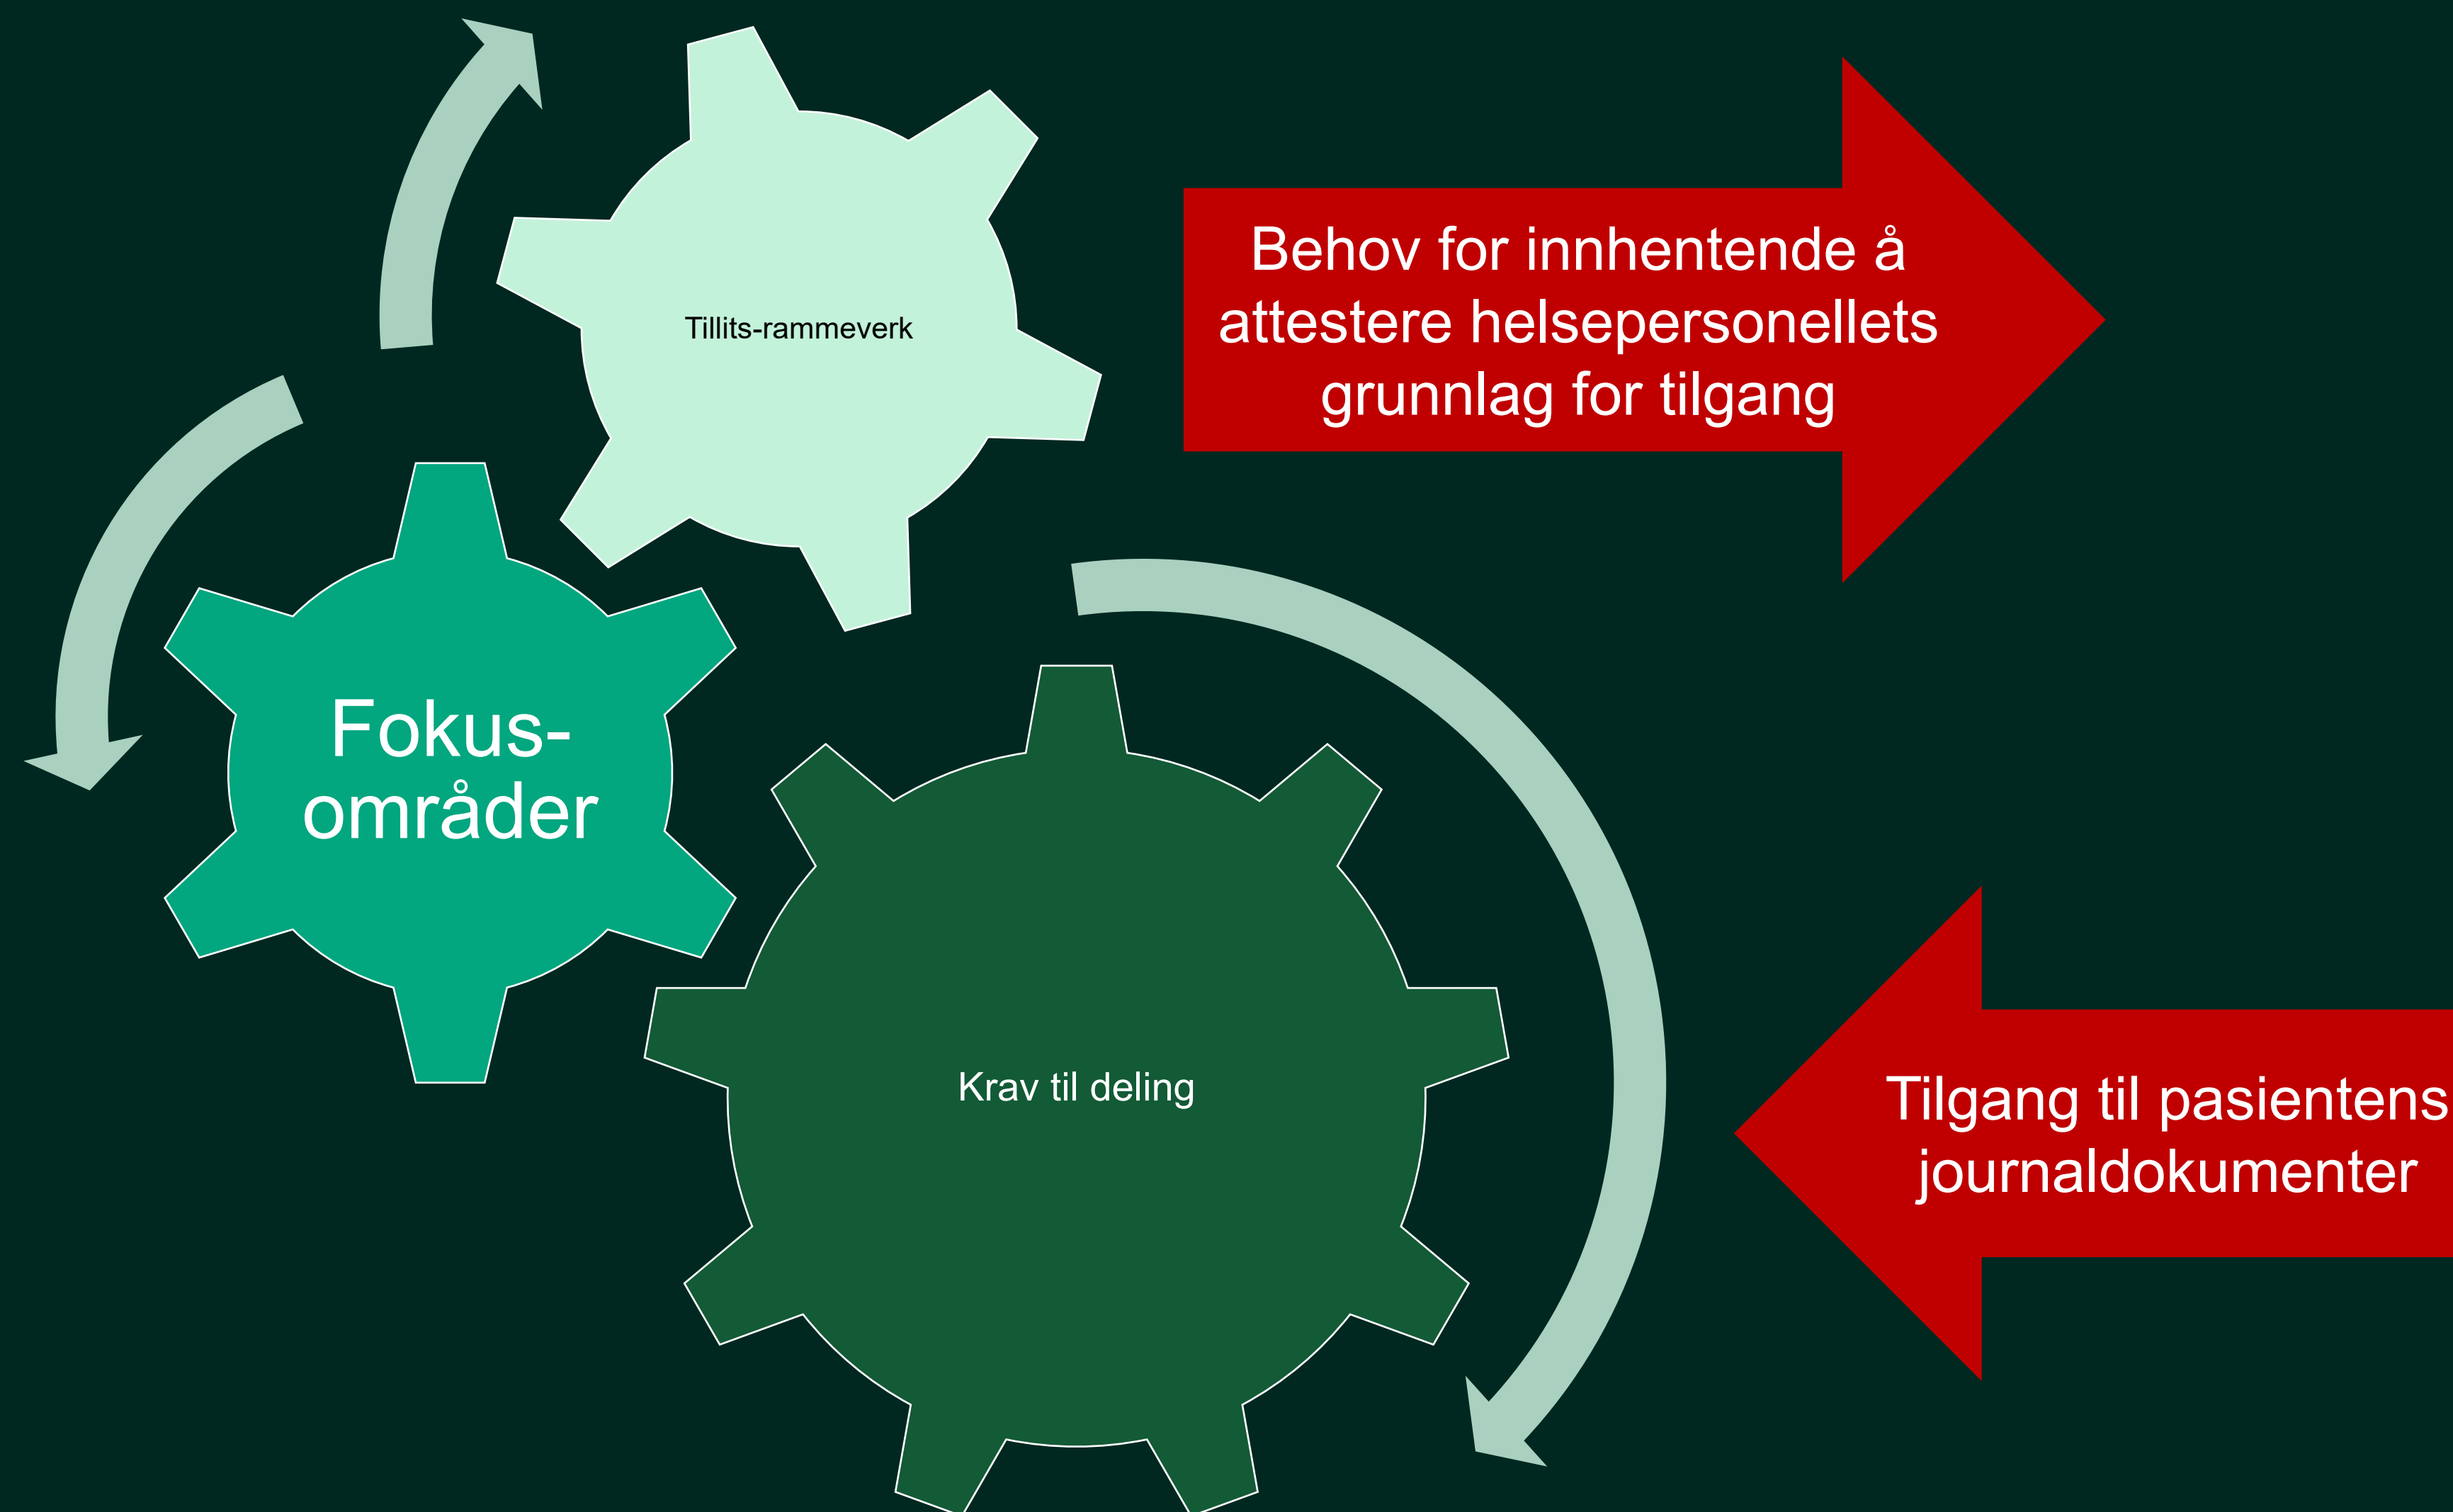 Tillits-rammeverk
Behov for innhentende å
attestere helsepersonellets
grunnlag for tilgang
Fokus-
områder
Krav til deling
Tilgang til pasientens
journaldokumenter